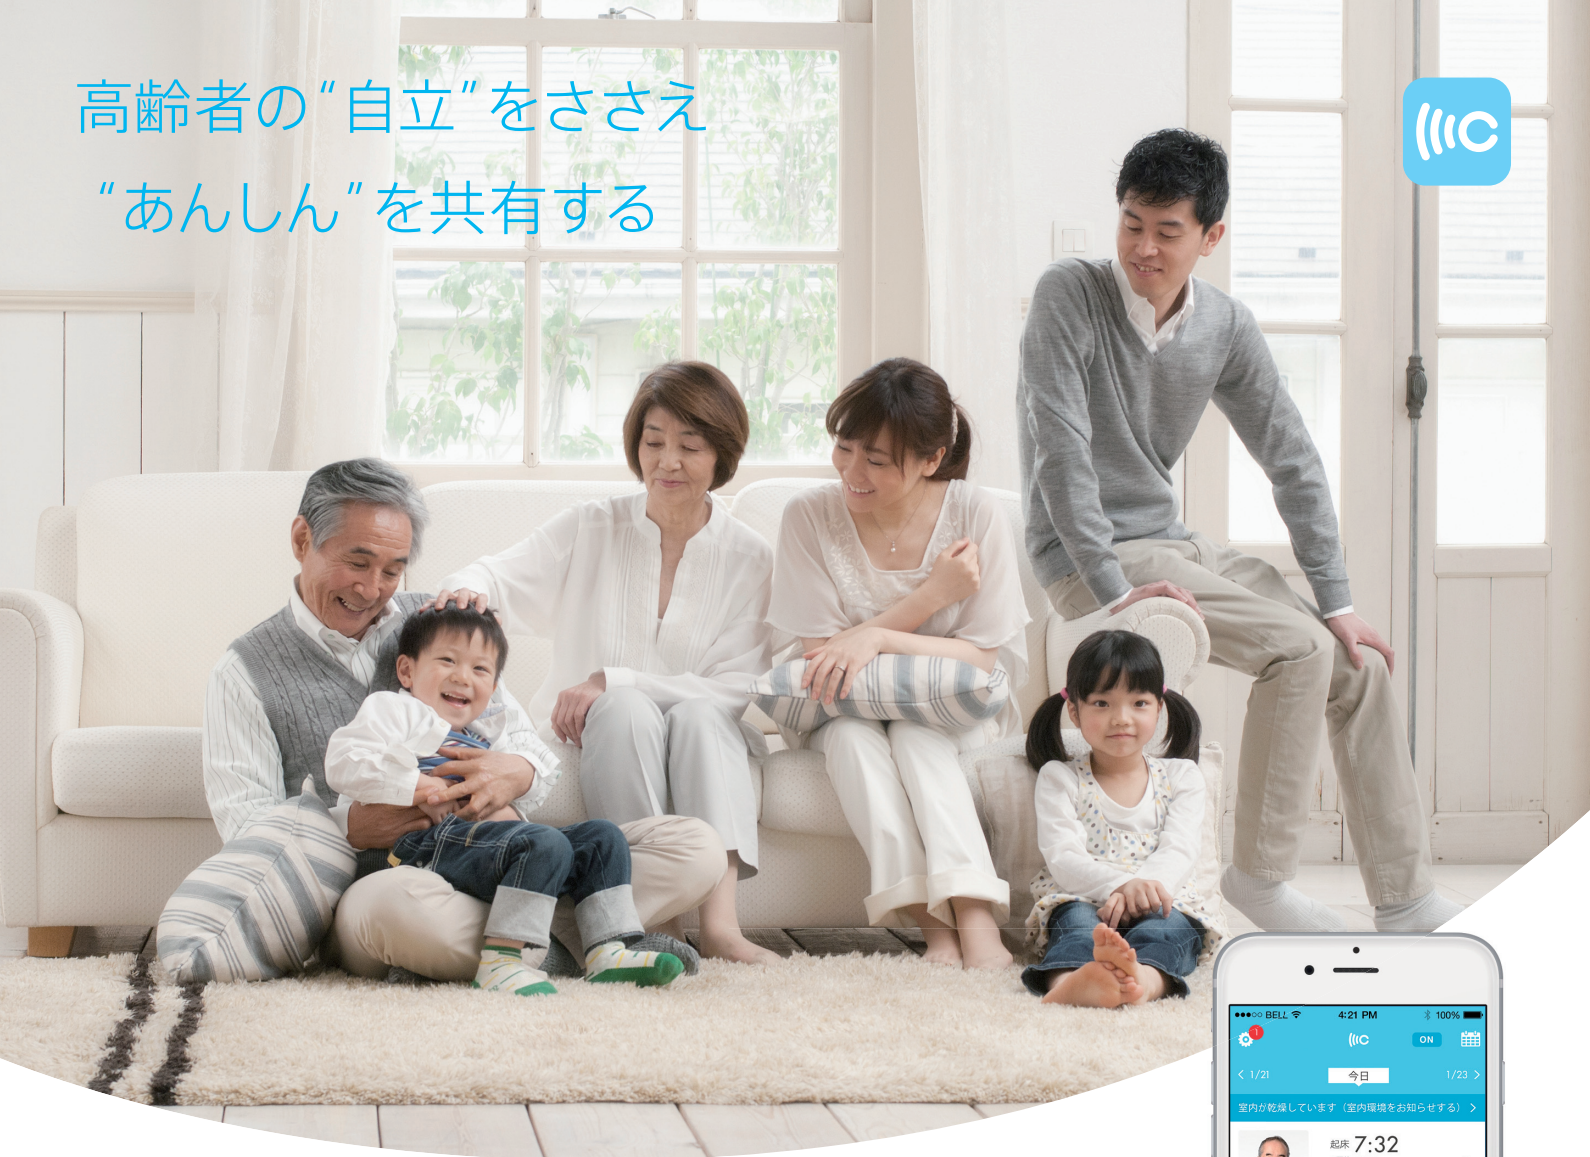 高齢者の“自立”をささえ
“あんしん”を共有する
BELL 4:21 PM 100%
1
ON
1/21 今日 1/23
室内が乾燥しています（室内環境をお知らせする）
起床 7:32